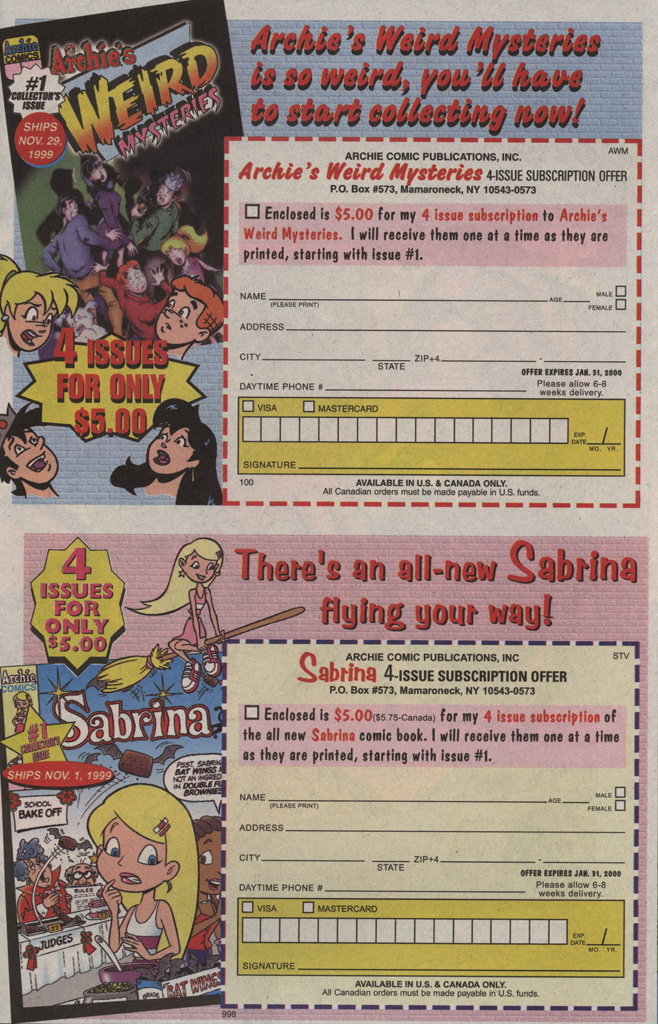 Archie COMICS
#1
COLLECTOR'S
ISSUE
SHIPS
NOV. 29,
1999
Archie's
WEIRD
MYSTERIES
4 ISSUES
FOR ONLY
$5.00
Archie's Weird Mysteries
is so weird, you'll have
to start collecting now!
ARCHIE COMIC PUBLICATIONS, INC.
AWM
Archie's Weird Mysteries 4-ISSUE SUBSCRIPTION OFFER
P.O. Box #573, Mamaroneck, NY 10543-0573
Enclosed is $5.00 for my 4 issue subscription to Archie's
Weird Mysteries. I will receive them one at a time as they are
printed, starting with issue #1.
NAME AGE MALE
(PLEASE PRINT) FEMALE
ADDRESS
CITY STATE ZIP+4 -
OFFER EXPIRES JAN. 31, 2000
DAYTIME PHONE # Please allow 6-8
weeks delivery.
VISA MASTERCARD
EXP.
DATE /
MO. YR.
SIGNATURE
100
AVAILABLE IN U.S. & CANADA ONLY.
All Canadian orders must be made payable in U.S. funds.
4
ISSUES
FOR
ONLY
$5.00
There's an all-new Sabrina
flying your way!
Archie
COMICS
Sabrina
#1
COLLECTOR'S
ISSUE
SHIPS NOV. 1, 1999
PSST. SABRINA
BAT WINGS
NOT AN
IN DOUBLE
BROWNIES
SCHOOL
BAKE OFF
RULES
JUDGES
GRADE
"BAT WINGS
ARCHIE COMIC PUBLICATIONS, INC
STV
Sabrina 4-ISSUE SUBSCRIPTION OFFER
P.O. Box #573, Mamaroneck, NY 10543-0573
Enclosed is $5.00($5.75-Canada) for my 4 issue subscription of
the all new Sabrina comic book. I will receive them one at a time
as they are printed, starting with issue #1.
NAME AGE MALE
(PLEASE PRINT) FEMALE
ADDRESS
CITY STATE ZIP+4 -
OFFER EXPIRES JAN. 31, 2000
DAYTIME PHONE # Please allow 6-8
weeks delivery.
VISA MASTERCARD
EXP.
DATE /
MO. YR.
SIGNATURE
AVAILABLE IN U.S. & CANADA ONLY.
All Canadian orders must be made payable in U.S. funds.
998